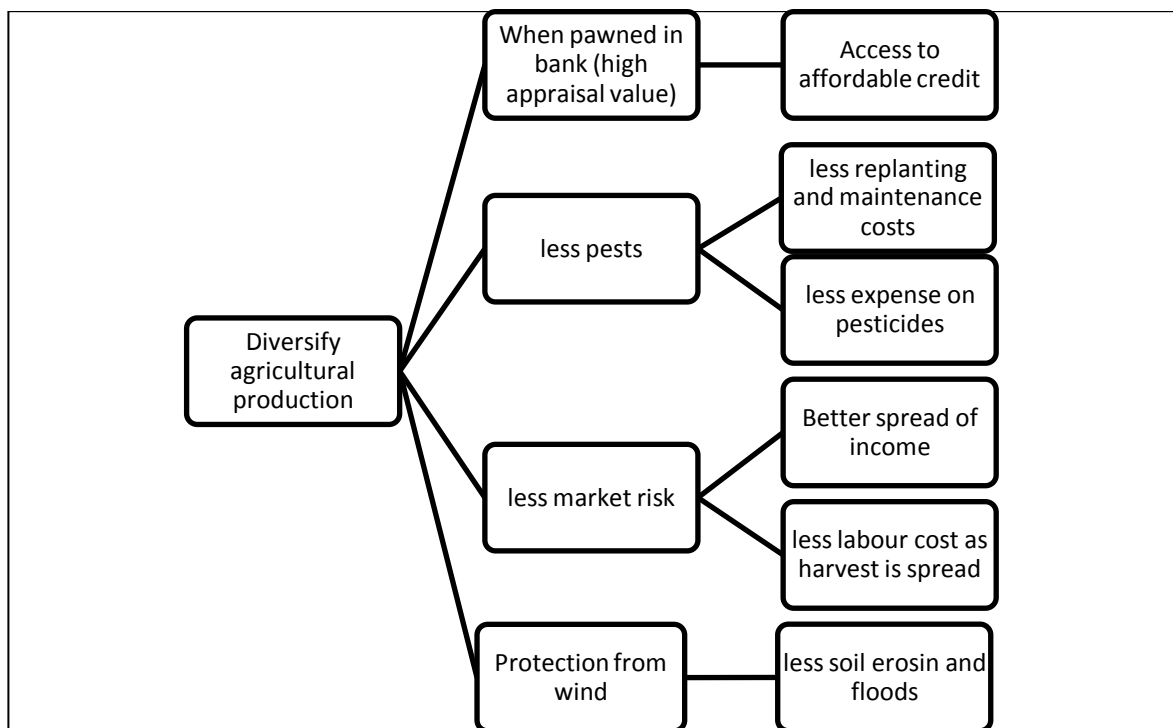 When pawned in
bank (high
appraisal value)
Access to
affordable credit
less pests
less replanting
and maintenance
costs
less expense on
pesticides
Diversify
agricultural
production
less market risk
Better spread of
income
less labour cost as
harvest is spread
Protection from
wind
less soil erosin and
floods